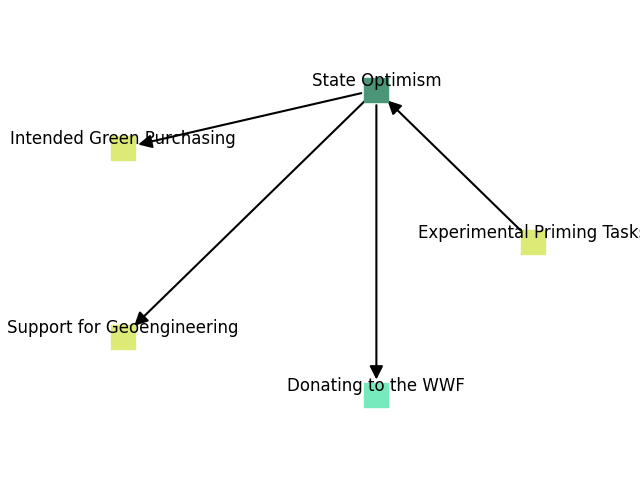 State Optimism
Intended Green Purchasing
Experimental Priming Tasks
Support for Geoengineering
Donating to the WWF